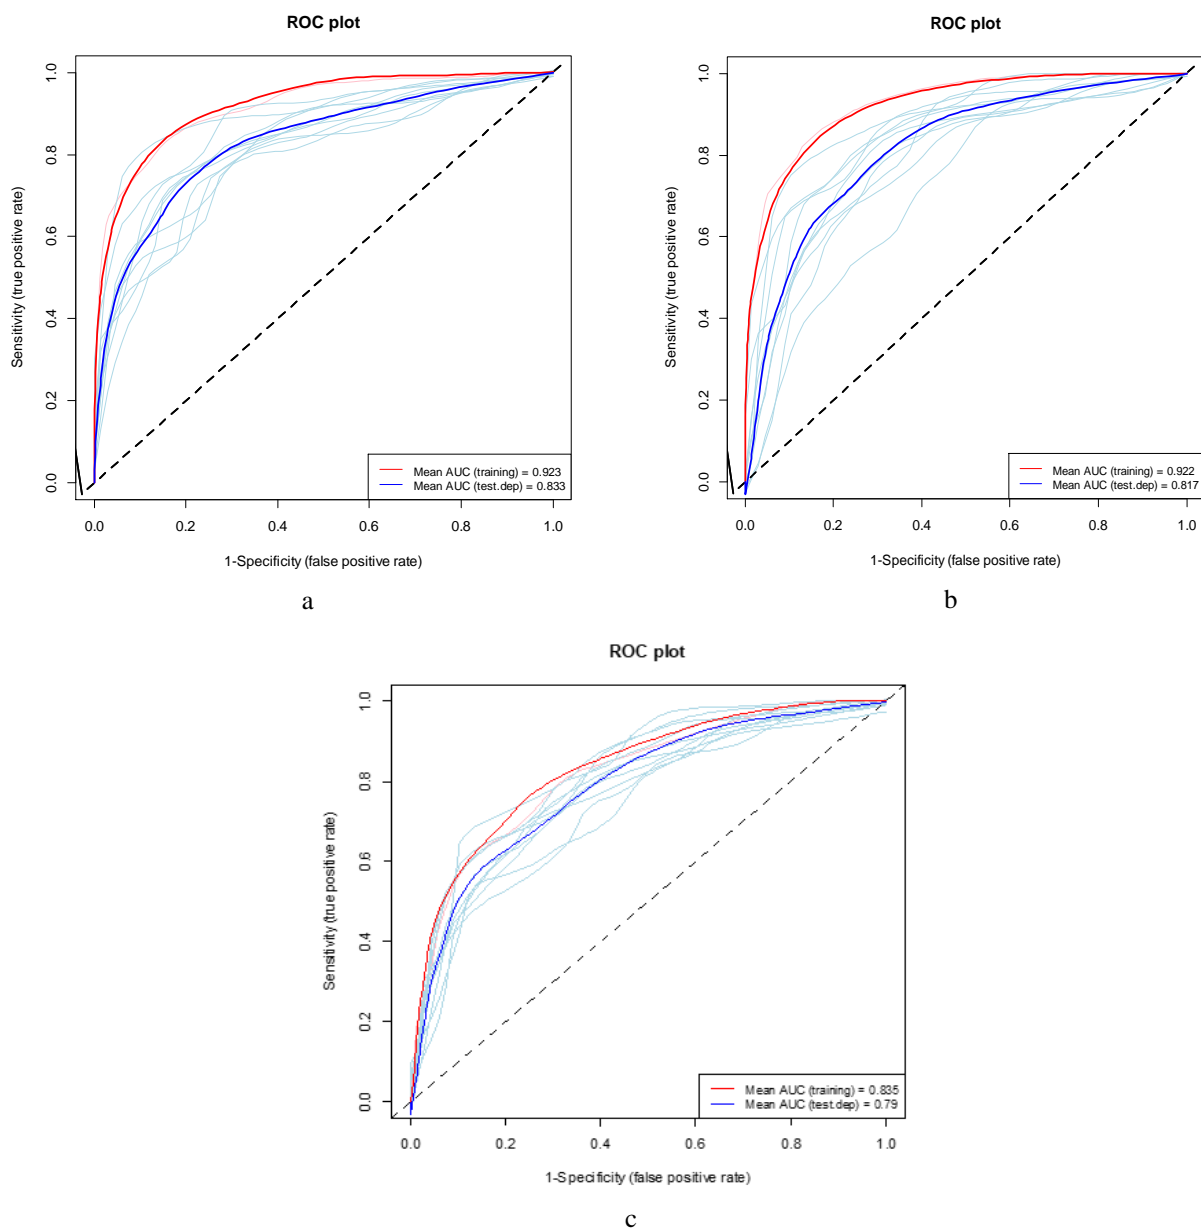 ROC plot
Sensitivity (true positive rate)
1.0
0.8
0.6
0.4
0.2
0.0
Mean AUC (training) = 0.923
Mean AUC (test.dep) = 0.833
0.0 0.2 0.4 0.6 0.8 1.0
1-Specificity (false positive rate)
a
ROC plot
Sensitivity (true positive rate)
1.0
0.8
0.6
0.4
0.2
0.0
Mean AUC (training) = 0.922
Mean AUC (test.dep) = 0.817
0.0 0.2 0.4 0.6 0.8 1.0
1-Specificity (false positive rate)
b
ROC plot
Sensitivity (true positive rate)
1.0
0.8
0.6
0.4
0.2
0.0
Mean AUC (training) = 0.835
Mean AUC (test.dep) = 0.79
0.0 0.2 0.4 0.6 0.8 1.0
1-Specificity (false positive rate)
c